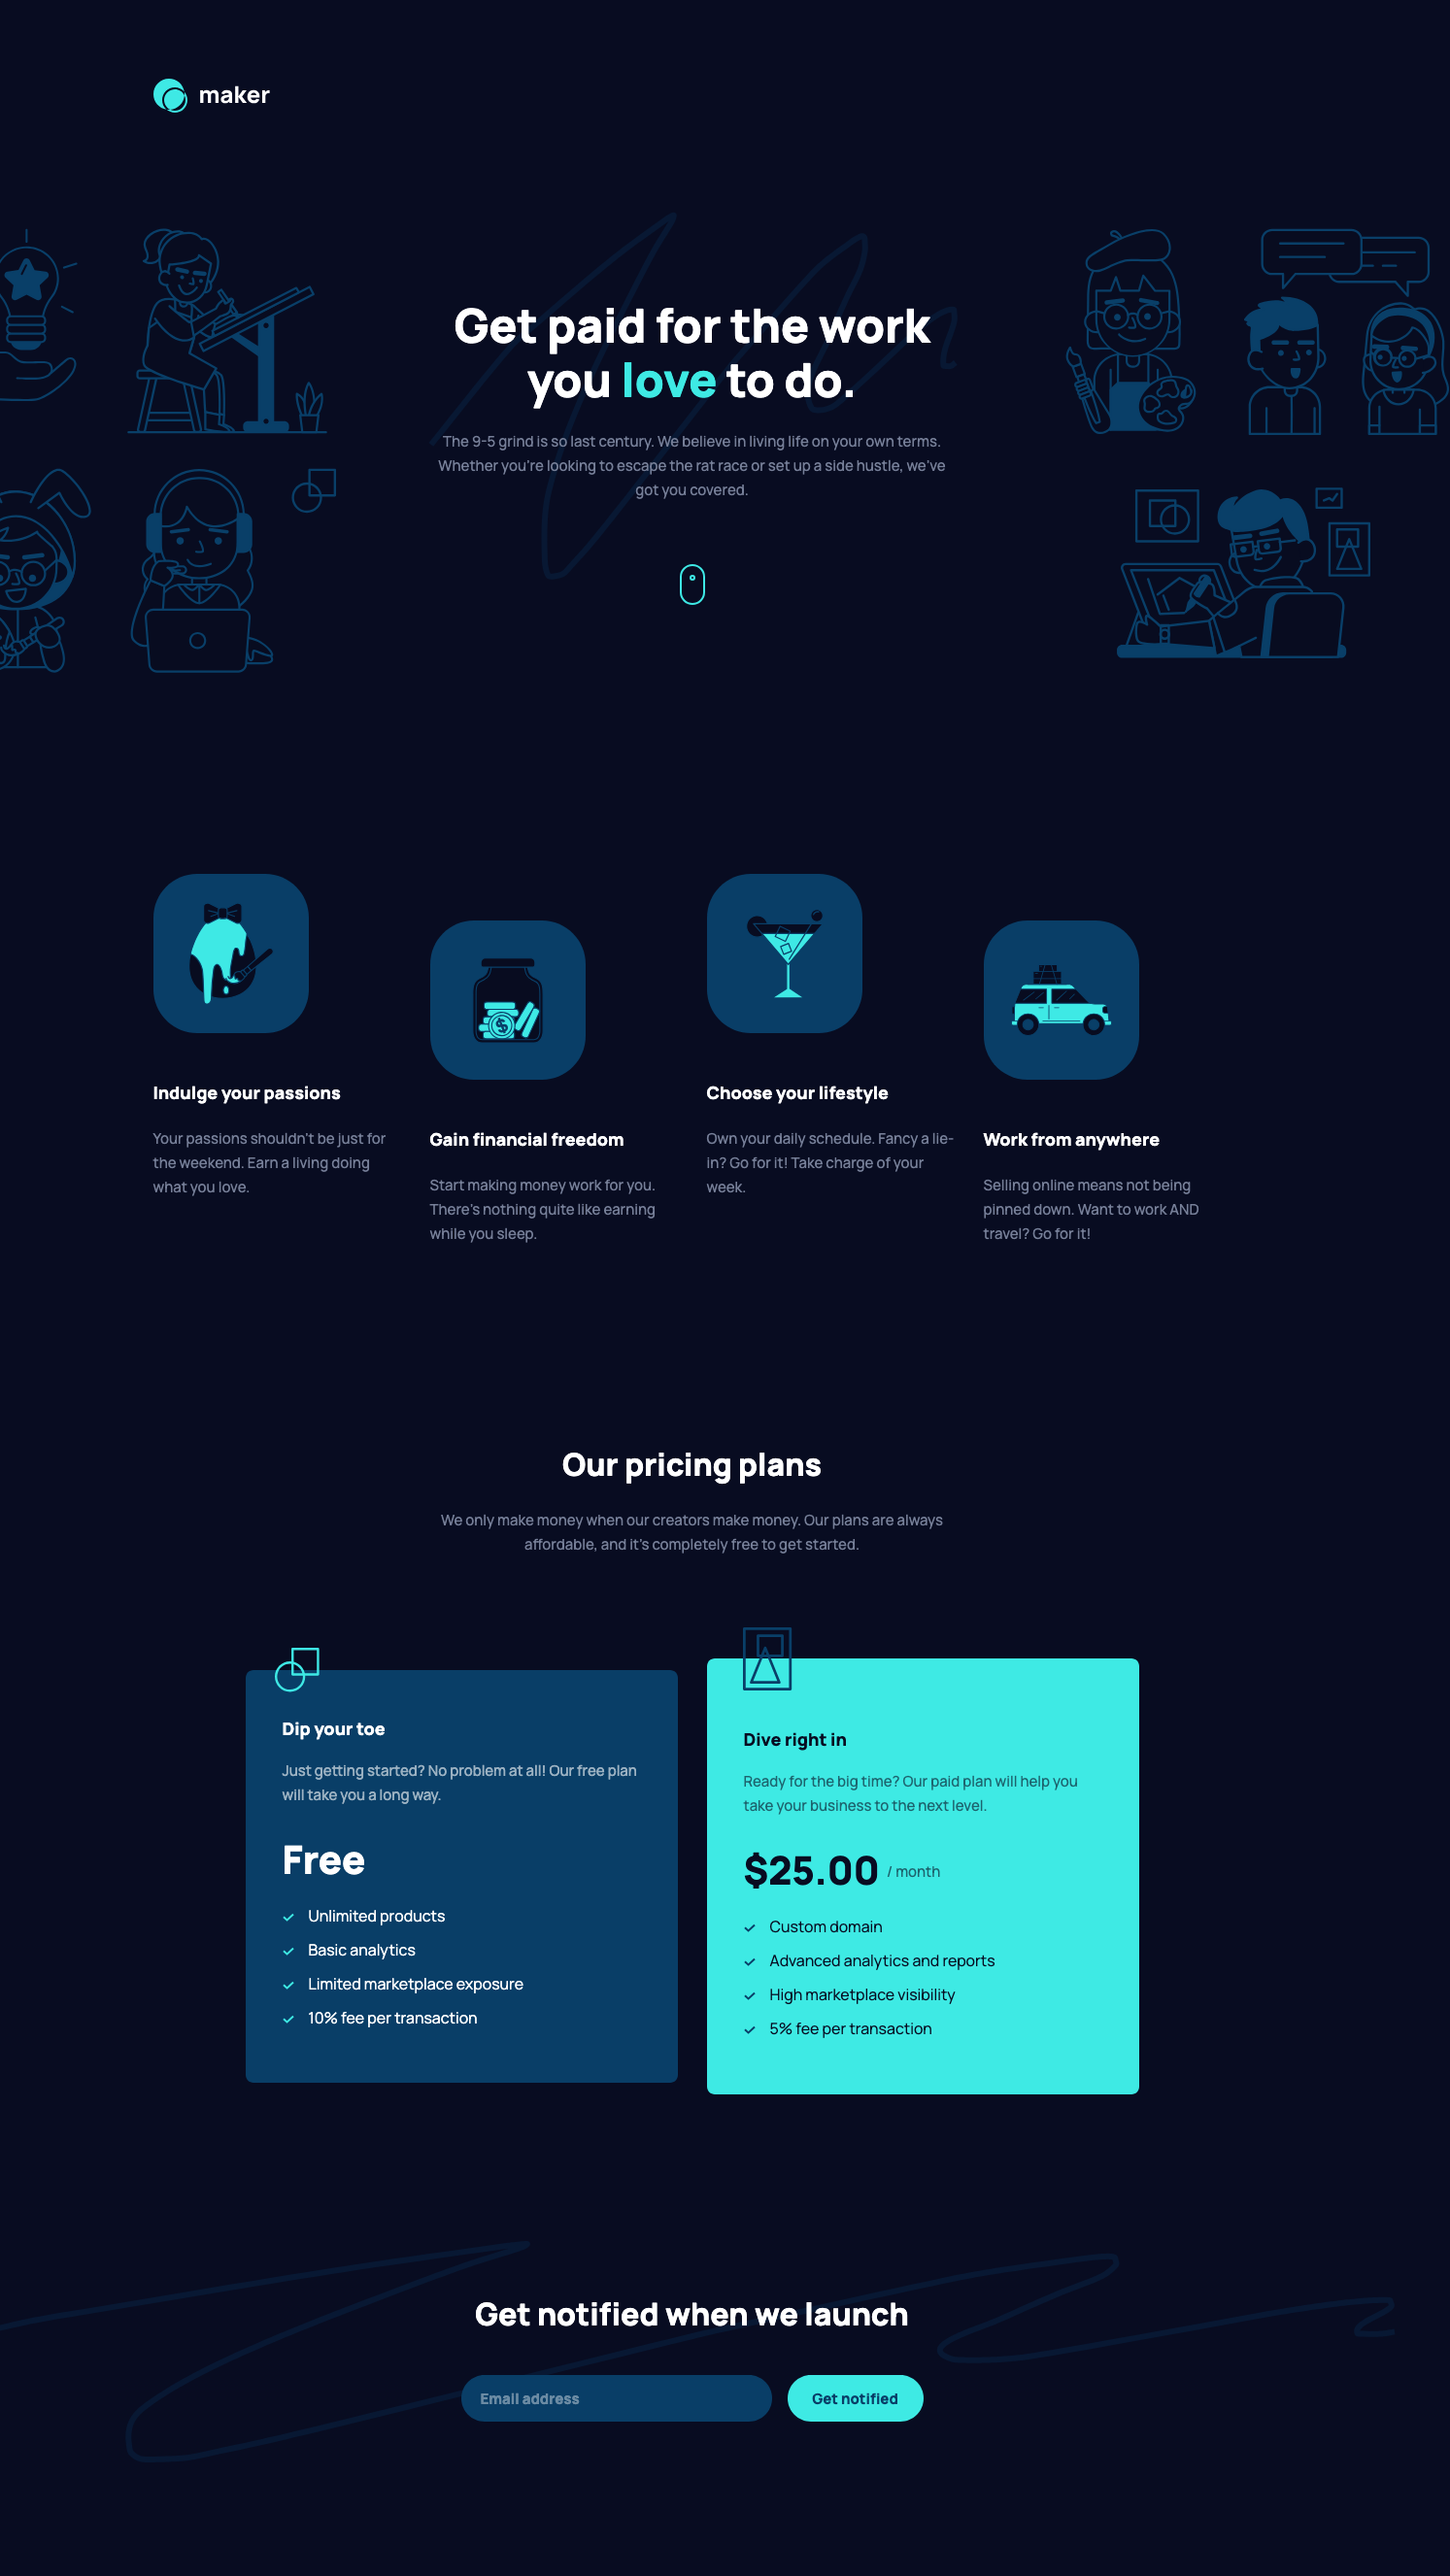 maker
Get paid for the work
you love to do.
The 9-5 grind is so last century. We believe in living life on your own terms.
Whether you're looking to escape the rat race or set up a side hustle, we've
got you covered.
Indulge your passions
Your passions shouldn't be just for
the weekend. Earn a living doing
what you love.
Gain financial freedom
Start making money work for you.
There's nothing quite like earning
while you sleep.
Choose your lifestyle
Own your daily schedule. Fancy a lie-
in? Go for it! Take charge of your
week.
Work from anywhere
Selling online means not being
pinned down. Want to work AND
travel? Go for it!
Our pricing plans
We only make money when our creators make money. Our plans are always
affordable, and it's completely free to get started.
Dip your toe
Just getting started? No problem at all! Our free plan
will take you a long way.
Free
Unlimited products
Basic analytics
Limited marketplace exposure
10% fee per transaction
Dive right in
Ready for the big time? Our paid plan will help you
take your business to the next level.
$25.00 / month
Custom domain
Advanced analytics and reports
High marketplace visibility
5% fee per transaction
Get notified when we launch
Email address
Get notified